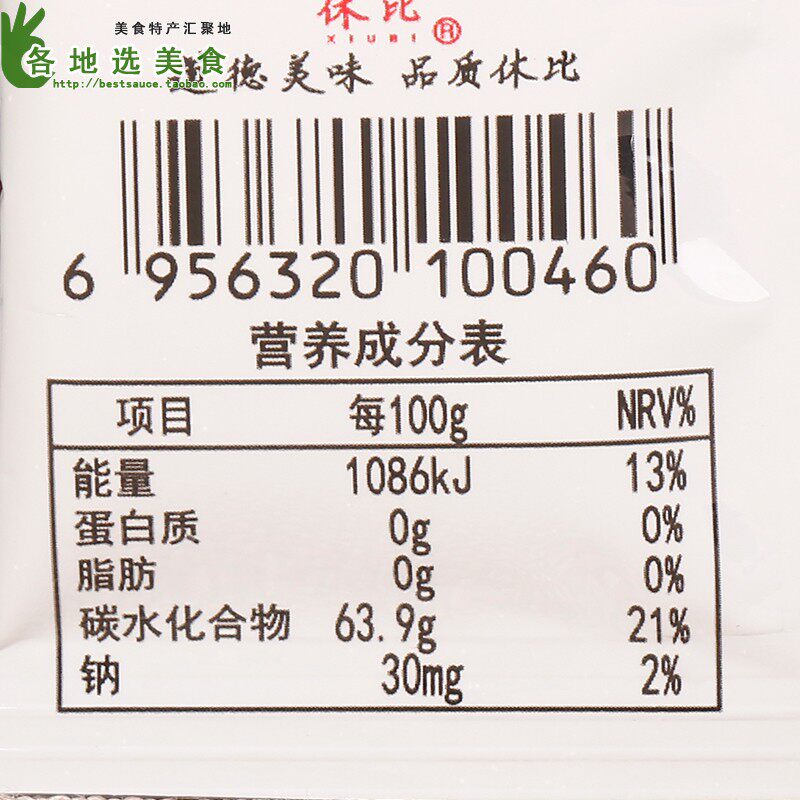 美食特产汇聚地
各地选美食
http://bestsauce.taobao.com
休比®
XIUBI
道德美味 品质休比
6 956320 100460
营养成分表
项目 每100g NRV%
能量 1086kJ 13%
蛋白质 0g 0%
脂肪 0g 0%
碳水化合物 63.9g 21%
钠 30mg 2%